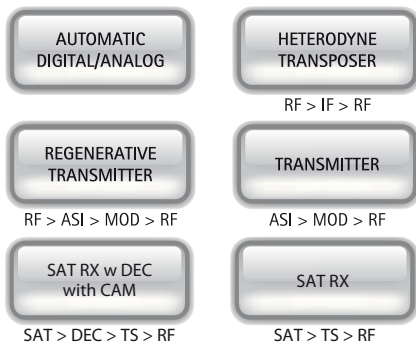 AUTOMATIC
DIGITAL/ANALOG
HETERODYNE
TRANSPOSER
RF > IF > RF
REGENERATIVE
TRANSMITTER
RF > ASI > MOD > RF
TRANSMITTER
ASI > MOD > RF
SAT RX w DEC
with CAM
SAT > DEC > TS > RF
SAT RX
SAT > TS > RF